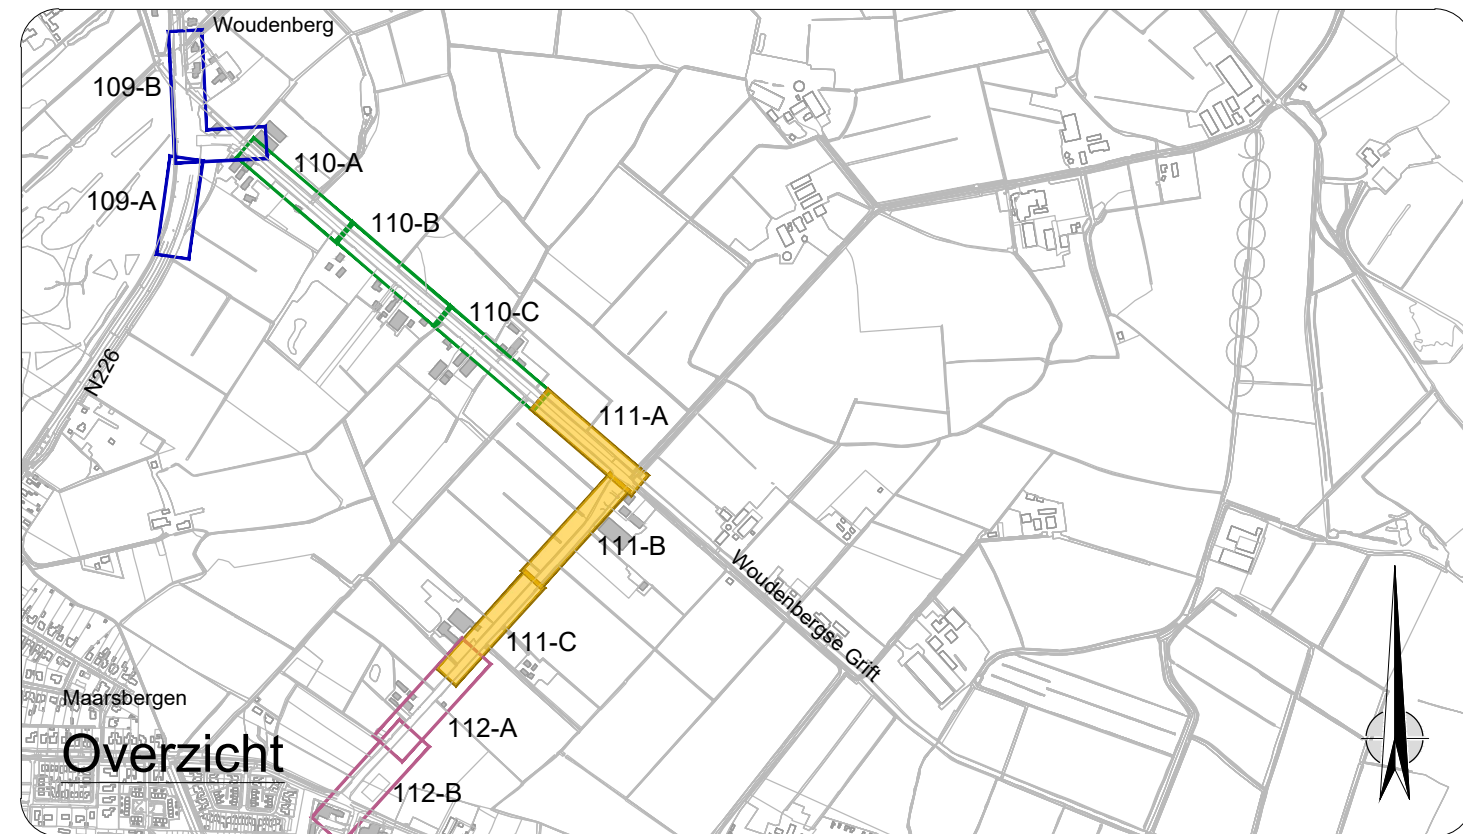 Woudenberg
109-B
110-A
109-A
110-B
110-C
N226
111-A
111-B
Woudenbergse Grift
111-C
Maarsbergen
112-A
Overzicht
112-B